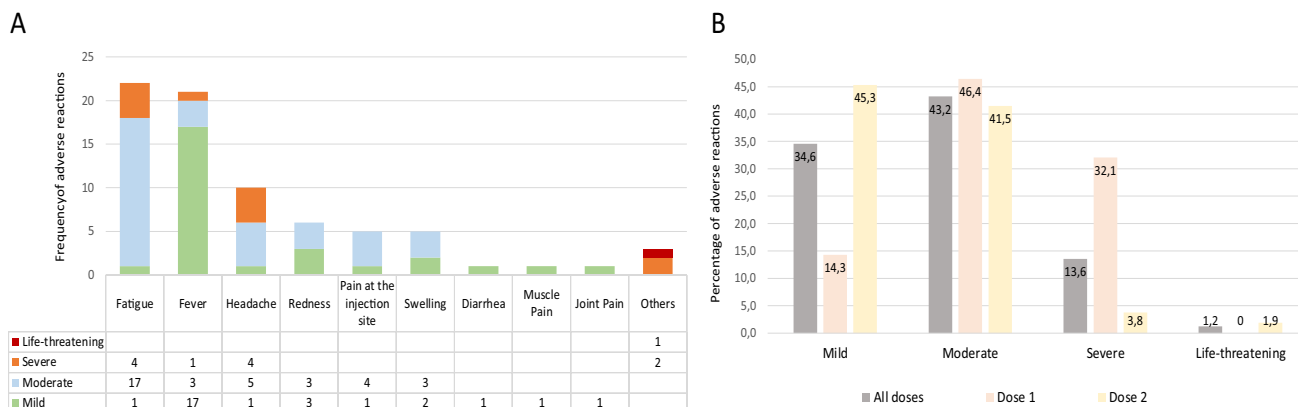 A
Frequencyof adverse reactions
25
20
15
10
5
0
Fatigue Fever Headache Redness Pain at the injection site Swelling Diarrhea Muscle Pain Joint Pain Others
Life-threatening 1
Severe 4 1 4 2
Moderate 17 3 5 3 4 3
Mild 1 17 1 3 1 2 1 1 1
B
Percentage of adverse reactions
50,0
45,0
40,0
35,0
30,0
25,0
20,0
15,0
10,0
5,0
0,0
34,6 14,3 45,3
43,2 46,4 41,5
13,6 32,1 3,8
1,2 0 1,9
Mild Moderate Severe Life-threatening
All doses Dose 1 Dose 2